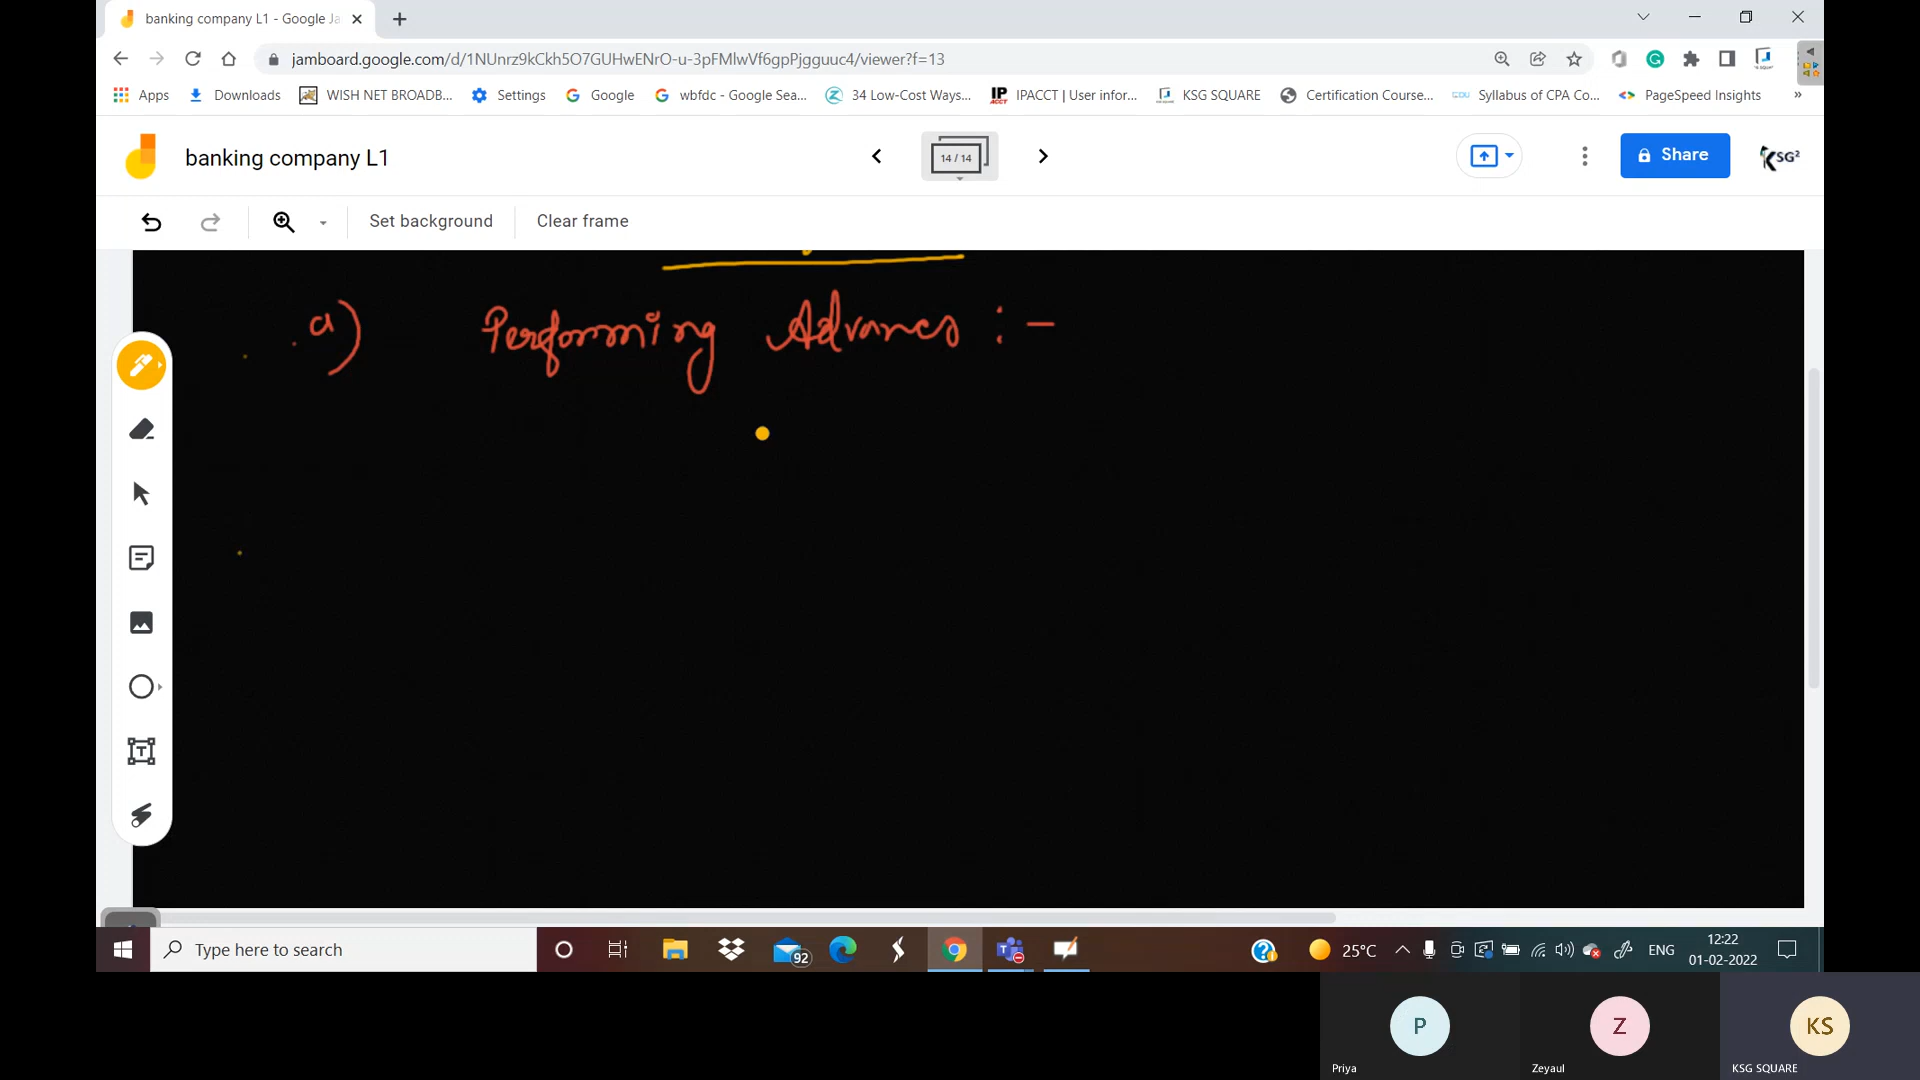 banking company L1 - Google Ja
jamboard.google.com/d/1NUnrz9kCkh5O7GUHwENrO-u-3pFMlwVf6gpPjgguuc4/viewer?f=13
Apps Downloads WISH NET BROADB... Settings Google wbfdc - Google Sea... 34 Low-Cost Ways... IP ACCT IPACCT | User infor... KSG SQUARE Certification Course... Syllabus of CPA Co... PageSpeed Insights »
banking company L1 14 / 14 Share KSG²
Set background Clear frame
a) Performing Advances :-
Type here to search 92 25°C ENG 12:22
01-02-2022
P Z KS
Priya Zeyaul KSG SQUARE